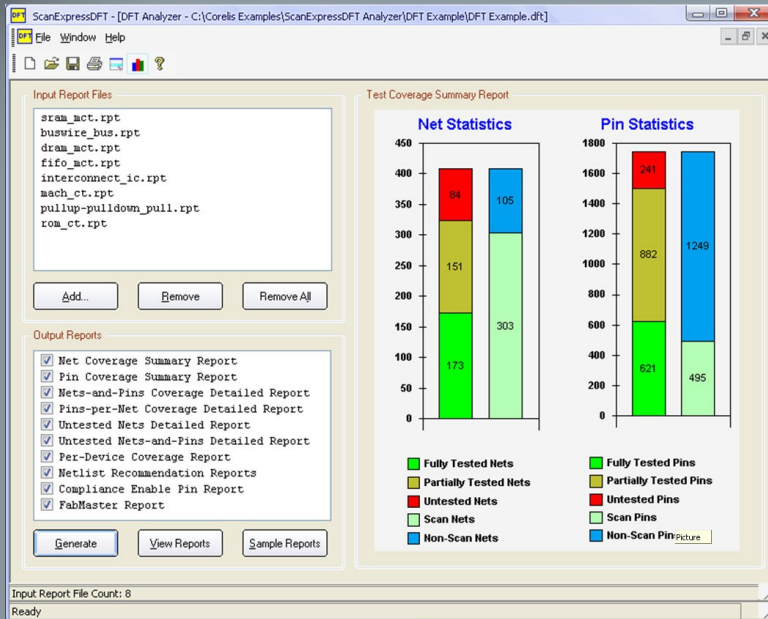 ScanExpressDFT - [DFT Analyzer - C:\Corelis Examples\ScanExpressDFT Analyzer\DFT Example\DFT Example.dft]
DFT File Window Help
Input Report Files
sram_mct.rpt
buswire_bus.rpt
dram_mct.rpt
fifo_mct.rpt
interconnect_ic.rpt
mach_ct.rpt
pullup-pulldown_pull.rpt
rom_ct.rpt
Add... Remove Remove All
Output Reports
Net Coverage Summary Report
Pin Coverage Summary Report
Nets-and-Pins Coverage Detailed Report
Pins-per-Net Coverage Detailed Report
Untested Nets Detailed Report
Untested Nets-and-Pins Detailed Report
Per-Device Coverage Report
Netlist Recommendation Reports
Compliance Enable Pin Report
FabMaster Report
Generate View Reports Sample Reports
Test Coverage Summary Report
Net Statistics
450
400
350
300
250
200
150
100
50
0
84
151
173
105
303
Fully Tested Nets
Partially Tested Nets
Untested Nets
Scan Nets
Non-Scan Nets
Pin Statistics
1800
1600
1400
1200
1000
800
600
400
200
0
241
882
621
1249
495
Fully Tested Pins
Partially Tested Pins
Untested Pins
Scan Pins
Non-Scan Pin
Picture
Input Report File Count: 8
Ready